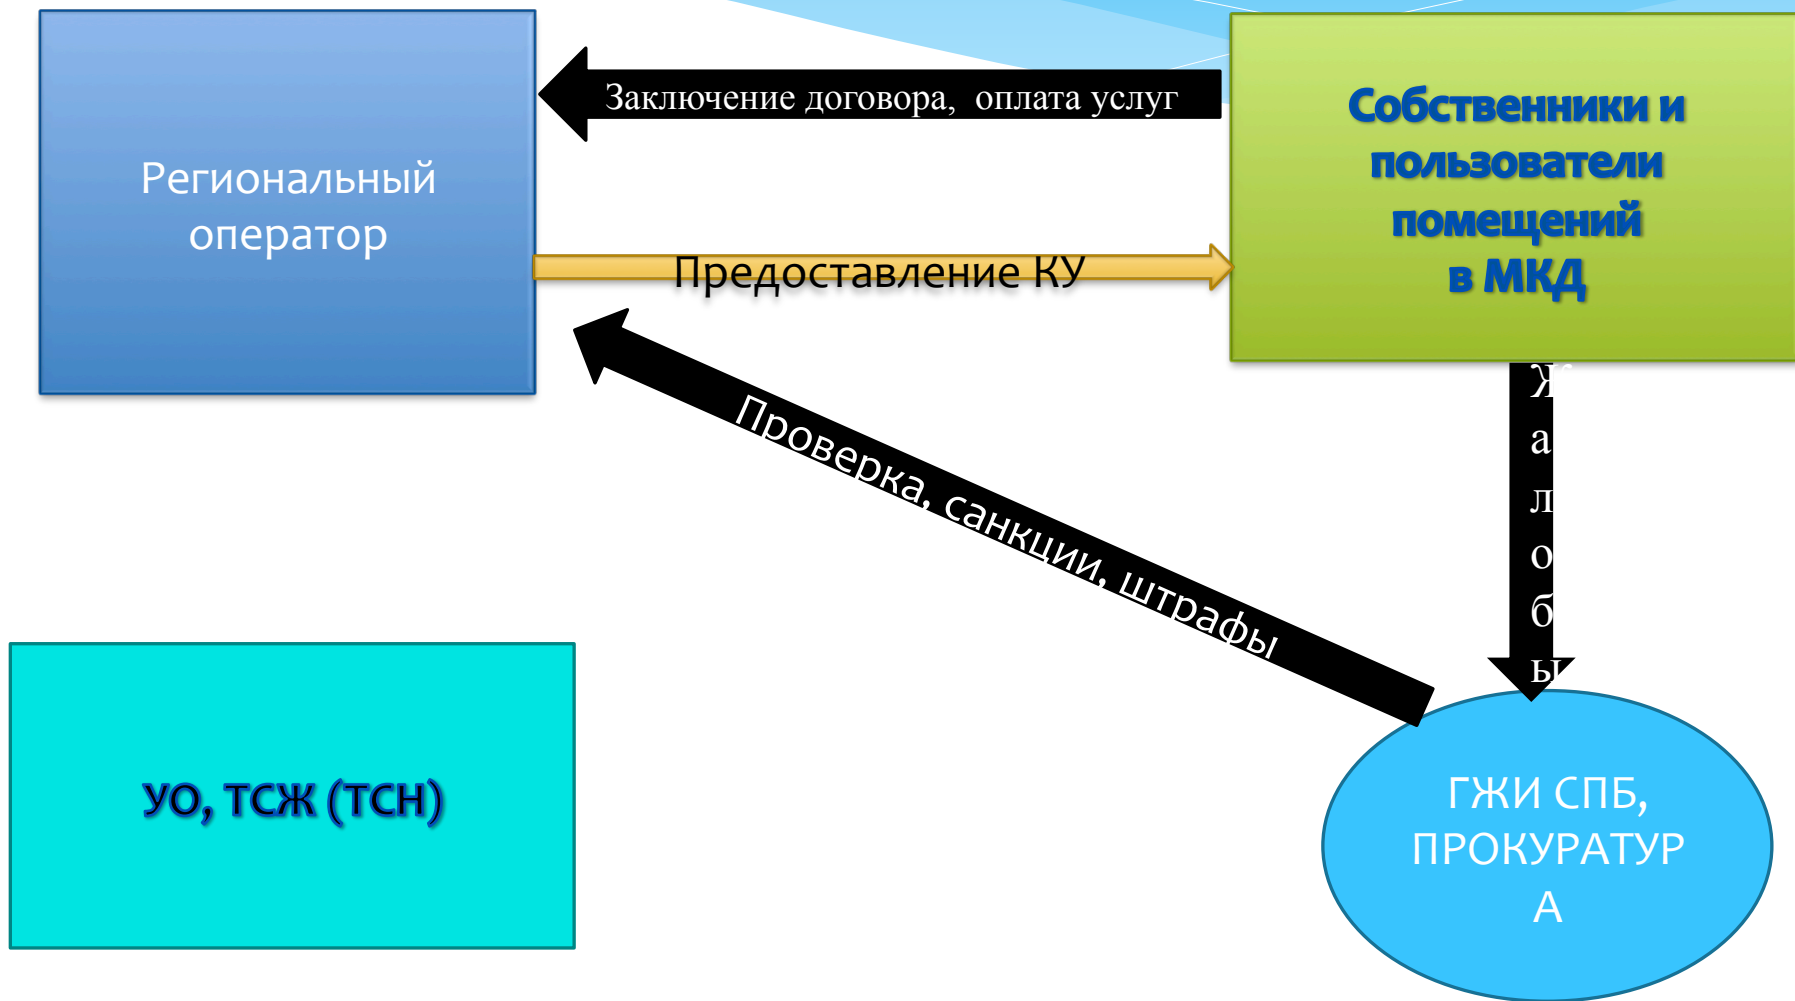 Региональный
оператор
Заключение договора, оплата услуг
Собственники и
пользователи
помещений
в МКД
Предоставление КУ
Проверка, санкции, штрафы
Жалобы
УО, ТСЖ (ТСН)
ГЖИ СПБ,
ПРОКУРАТУР
А